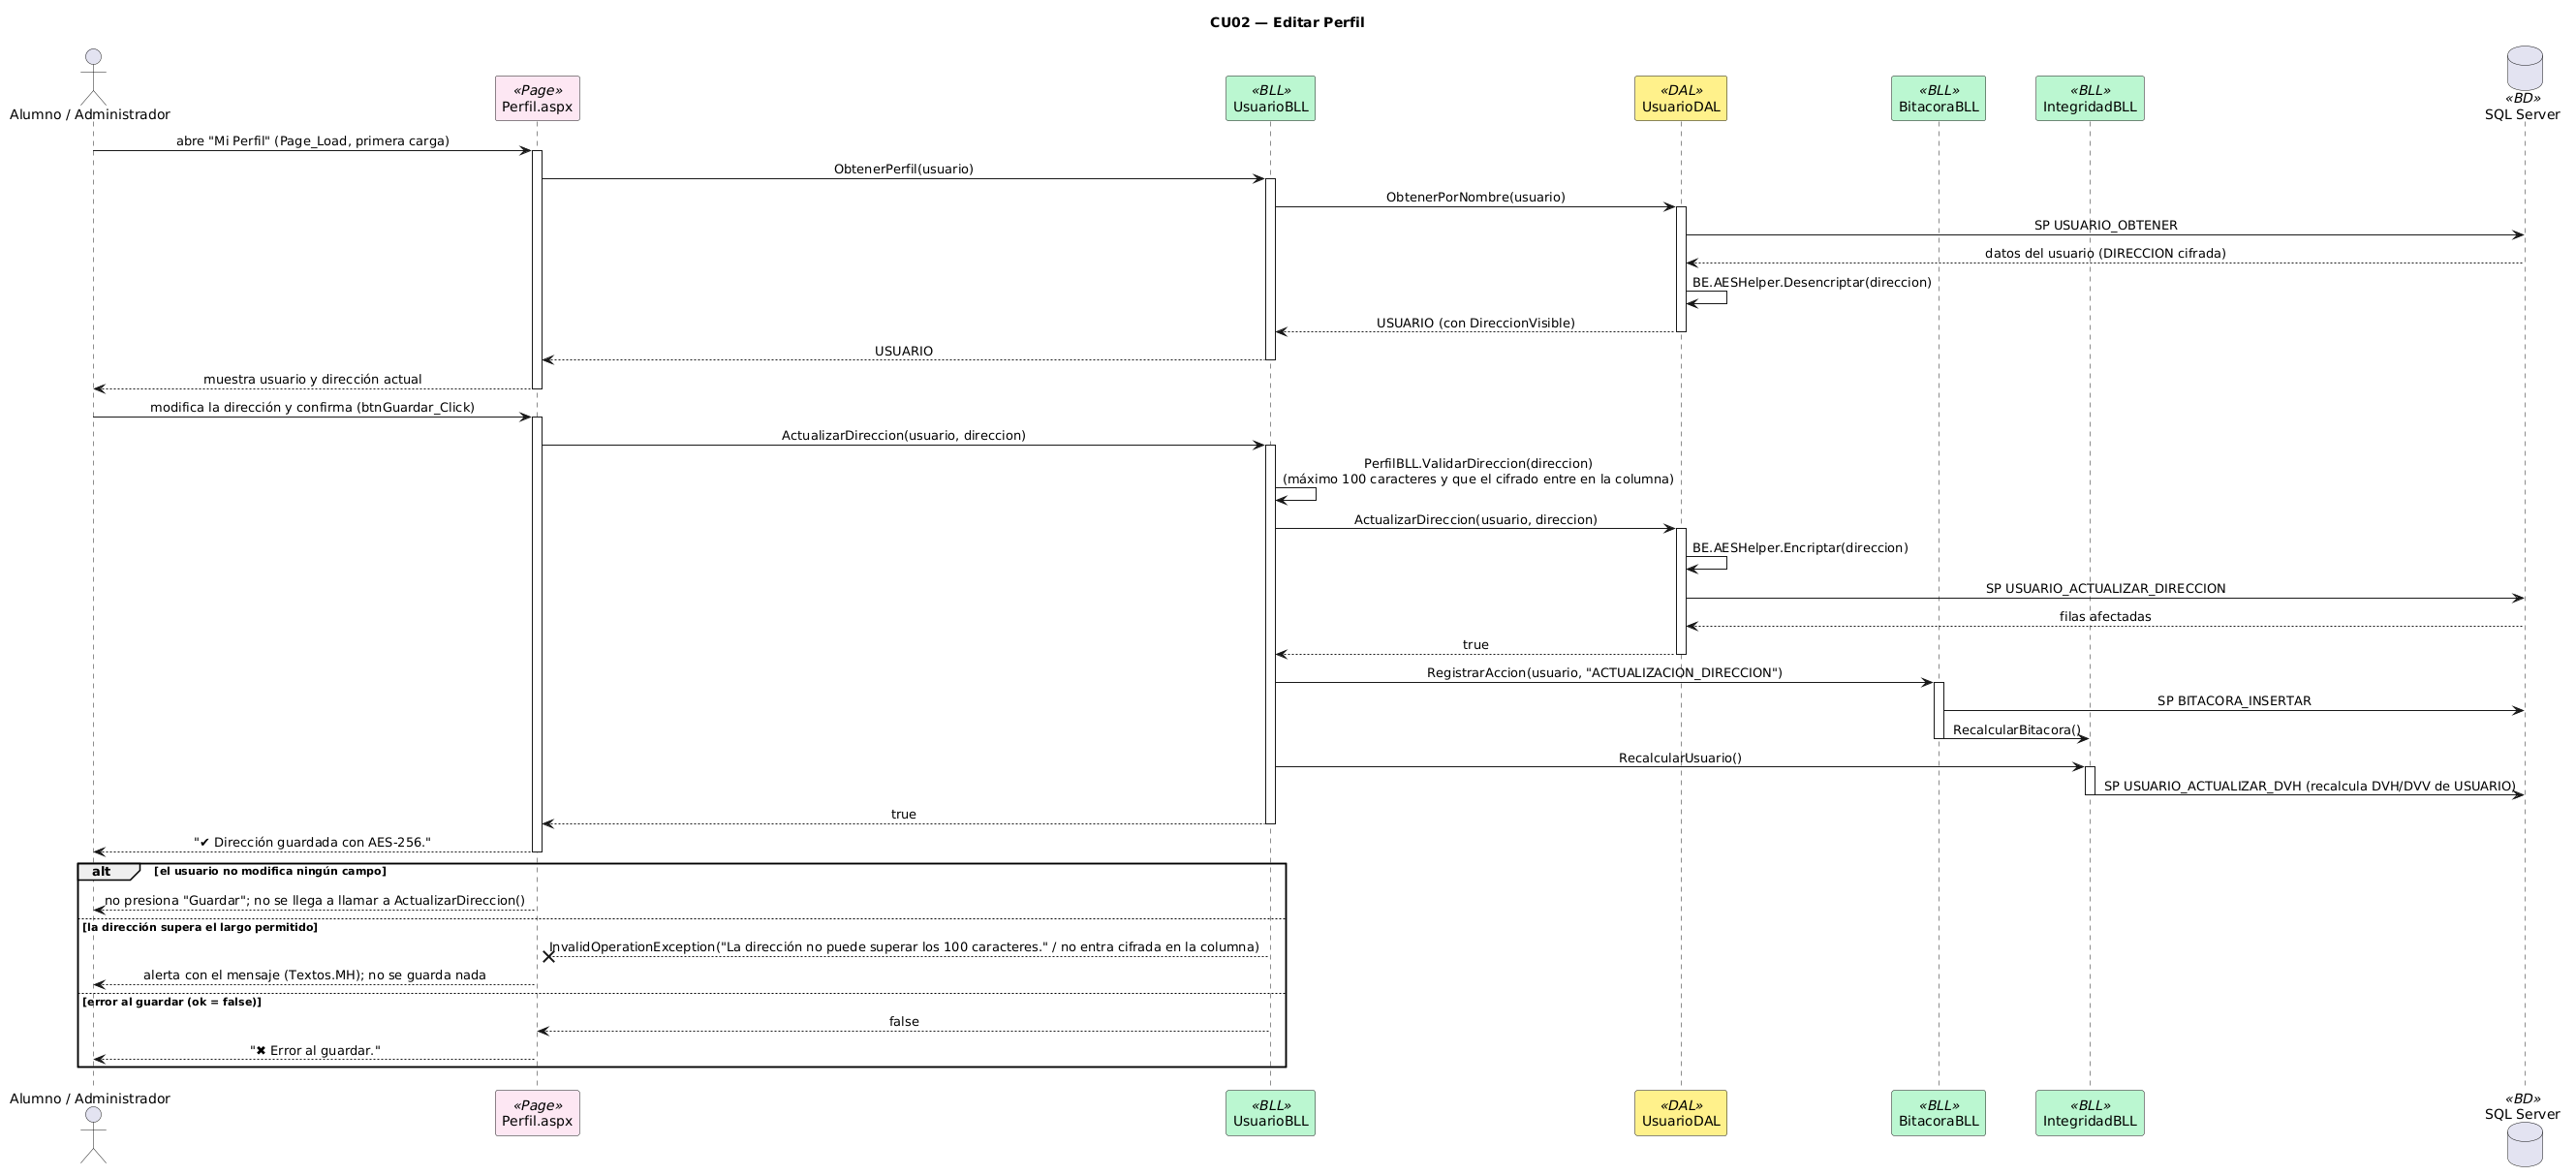 CU02 — Editar Perfil
Alumno / Administrador
«Page»
Perfil.aspx
«BLL»
UsuarioBLL
«DAL»
UsuarioDAL
«BLL»
BitacoraBLL
«BLL»
IntegridadBLL
«BD»
SQL Server
abre "Mi Perfil" (Page_Load, primera carga)
ObtenerPerfil(usuario)
ObtenerPorNombre(usuario)
SP USUARIO_OBTENER
datos del usuario (DIRECCION cifrada)
BE.AESHelper.Desencriptar(direccion)
USUARIO (con DireccionVisible)
USUARIO
muestra usuario y dirección actual
modifica la dirección y confirma (btnGuardar_Click)
ActualizarDireccion(usuario, direccion)
PerfilBLL.ValidarDireccion(direccion)
(máximo 100 caracteres y que el cifrado entre en la columna)
ActualizarDireccion(usuario, direccion)
BE.AESHelper.Encriptar(direccion)
SP USUARIO_ACTUALIZAR_DIRECCION
filas afectadas
true
RegistrarAccion(usuario, "ACTUALIZACION_DIRECCION")
SP BITACORA_INSERTAR
RecalcularBitacora()
RecalcularUsuario()
SP USUARIO_ACTUALIZAR_DVH (recalcula DVH/DVV de USUARIO)
true
"✔ Dirección guardada con AES-256."
alt [el usuario no modifica ningún campo]
no presiona "Guardar"; no se llega a llamar a ActualizarDireccion()
[la dirección supera el largo permitido]
InvalidOperationException("La dirección no puede superar los 100 caracteres." / no entra cifrada en la columna)
alerta con el mensaje (Textos.MH); no se guarda nada
[error al guardar (ok = false)]
false
"✖ Error al guardar."
Alumno / Administrador
«Page»
Perfil.aspx
«BLL»
UsuarioBLL
«DAL»
UsuarioDAL
«BLL»
BitacoraBLL
«BLL»
IntegridadBLL
«BD»
SQL Server